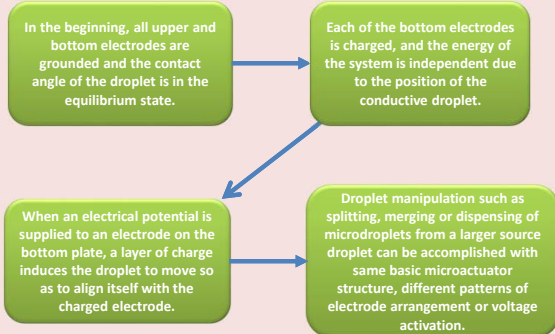 In the beginning, all upper and
bottom electrodes are
grounded and the contact
angle of the droplet is in the
equilibrium state.
Each of the bottom electrodes
is charged, and the energy of
the system is independent due
to the position of the
conductive droplet.
When an electrical potential is
supplied to an electrode on the
bottom plate, a layer of charge
induces the droplet to move so
as to align itself with the
charged electrode.
Droplet manipulation such as
splitting, merging or dispensing of
microdroplets from a larger source
droplet can be accomplished with
same basic microactuator
structure, different patterns of
electrode arrangement or voltage
activation.